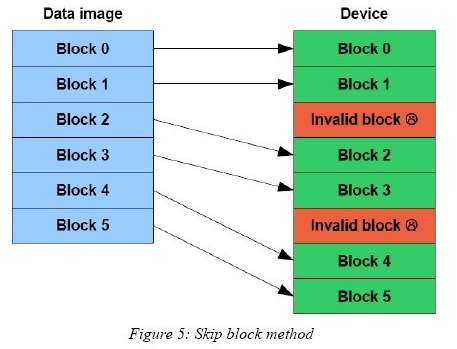 Data image
Device
Block 0
Block 1
Block 2
Block 3
Block 4
Block 5
Block 0
Block 1
Invalid block ☹
Block 2
Block 3
Invalid block ☹
Block 4
Block 5
Figure 5: Skip block method